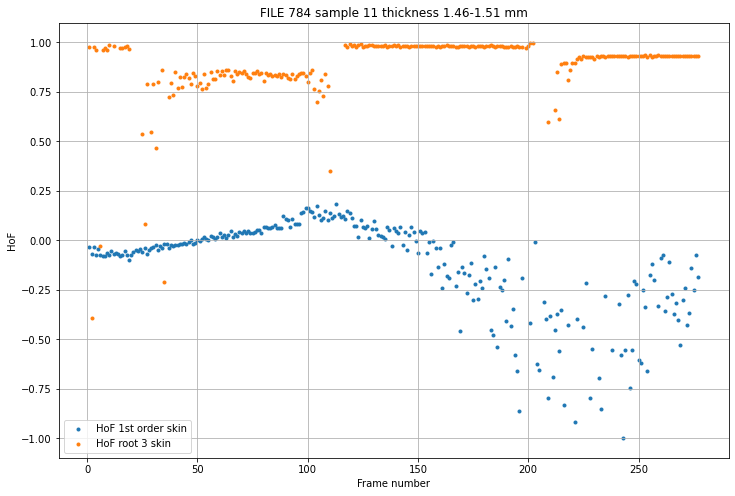 FILE 784 sample 11 thickness 1.46-1.51 mm
1.00
0.75
0.50
0.25
0.00
−0.25
−0.50
−0.75
−1.00
HoF
HoF 1st order skin
HoF root 3 skin
0 50 100 150 200 250
Frame number